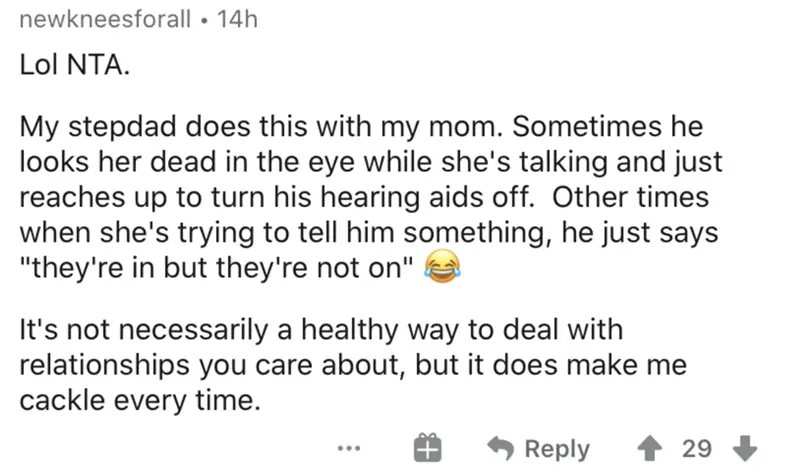 newkneesforall • 14h
Lol NTA.
My stepdad does this with my mom. Sometimes he
looks her dead in the eye while she's talking and just
reaches up to turn his hearing aids off.  Other times
when she's trying to tell him something, he just says
"they're in but they're not on" 😂
It's not necessarily a healthy way to deal with
relationships you care about, but it does make me
cackle every time.
Reply 29